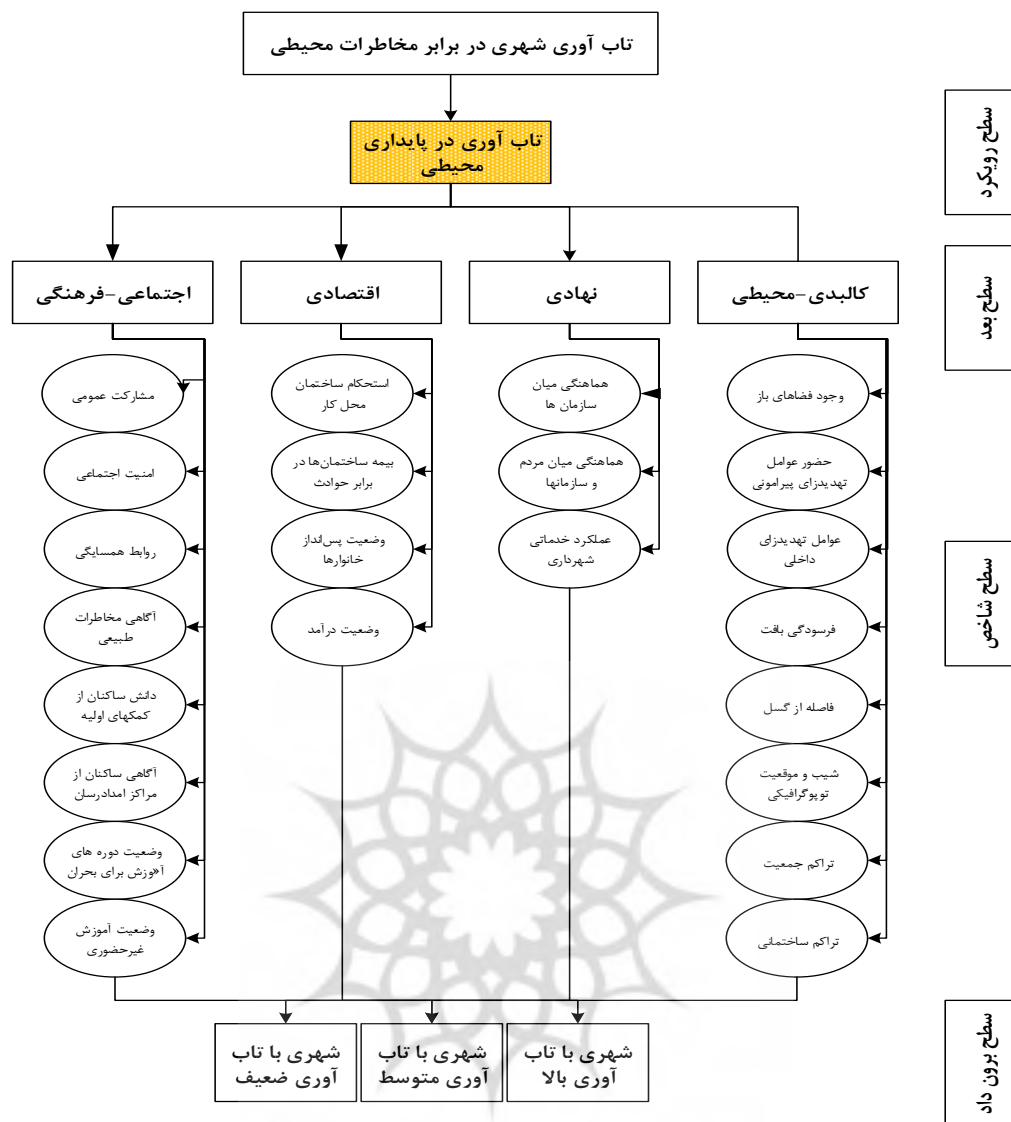 تاب آوری شهری در برابر مخاطرات محیطی
تاب آوری در پایداری
محیطی
سطح رویکرد
کالبدی-محیطی
نهادی
اقتصادی
اجتماعی-فرهنگی
سطح بعد
وجود فضاهای باز
حضور عوامل
تهدیدزای پیرامونی
عوامل تهدیدزای
داخلی
فرسودگی بافت
فاصله از گسل
شیب و موقعیت
توپوگرافیکی
تراکم جمعیت
تراکم ساختمانی
هماهنگی میان
سازمان ها
هماهنگی میان مردم
و سازمانها
عملکرد خدماتی
شهرداری
استحکام ساختمان
محل کار
بیمه ساختمان‌ها در
برابر حوادث
وضعیت پس‌انداز
خانوارها
وضعیت درآمد
مشارکت عمومی
امنیت اجتماعی
روابط همسایگی
آگاهی مخاطرات
طبیعی
دانش ساکنان از
کمکهای اولیه
آگاهی ساکنان از
مراکز امدادرسان
وضعیت دوره های
آ«وزش برای بحران
وضعیت آموزش
غیرحضوری
سطح شاخص
شهری با تاب
آوری بالا
شهری با تاب
آوری متوسط
شهری با تاب
آوری ضعیف
سطح برون داد